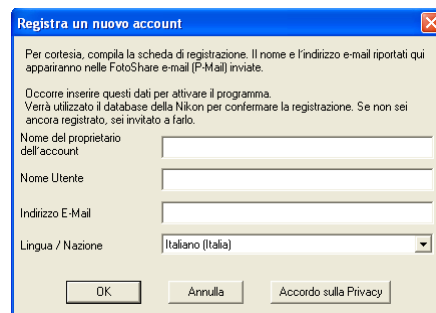 Registra un nuovo account
Per cortesia, compila la scheda di registrazione. Il nome e l'indirizzo e-mail riportati qui
appariranno nelle FotoShare e-mail (P-Mail) inviate.
Occorre inserire questi dati per attivare il programma.
Verrà utilizzato il database della Nikon per confermare la registrazione. Se non sei
ancora registrato, sei invitato a farlo.
Nome del proprietario
dell'account
Nome Utente
Indirizzo E-Mail
Lingua / Nazione
Italiano (Italia)
OK
Annulla
Accordo sulla Privacy